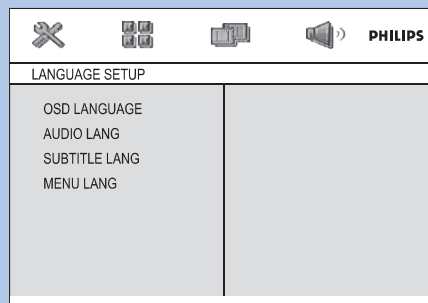 PHILIPS
LANGUAGE SETUP
OSD LANGUAGE
AUDIO LANG
SUBTITLE LANG
MENU LANG